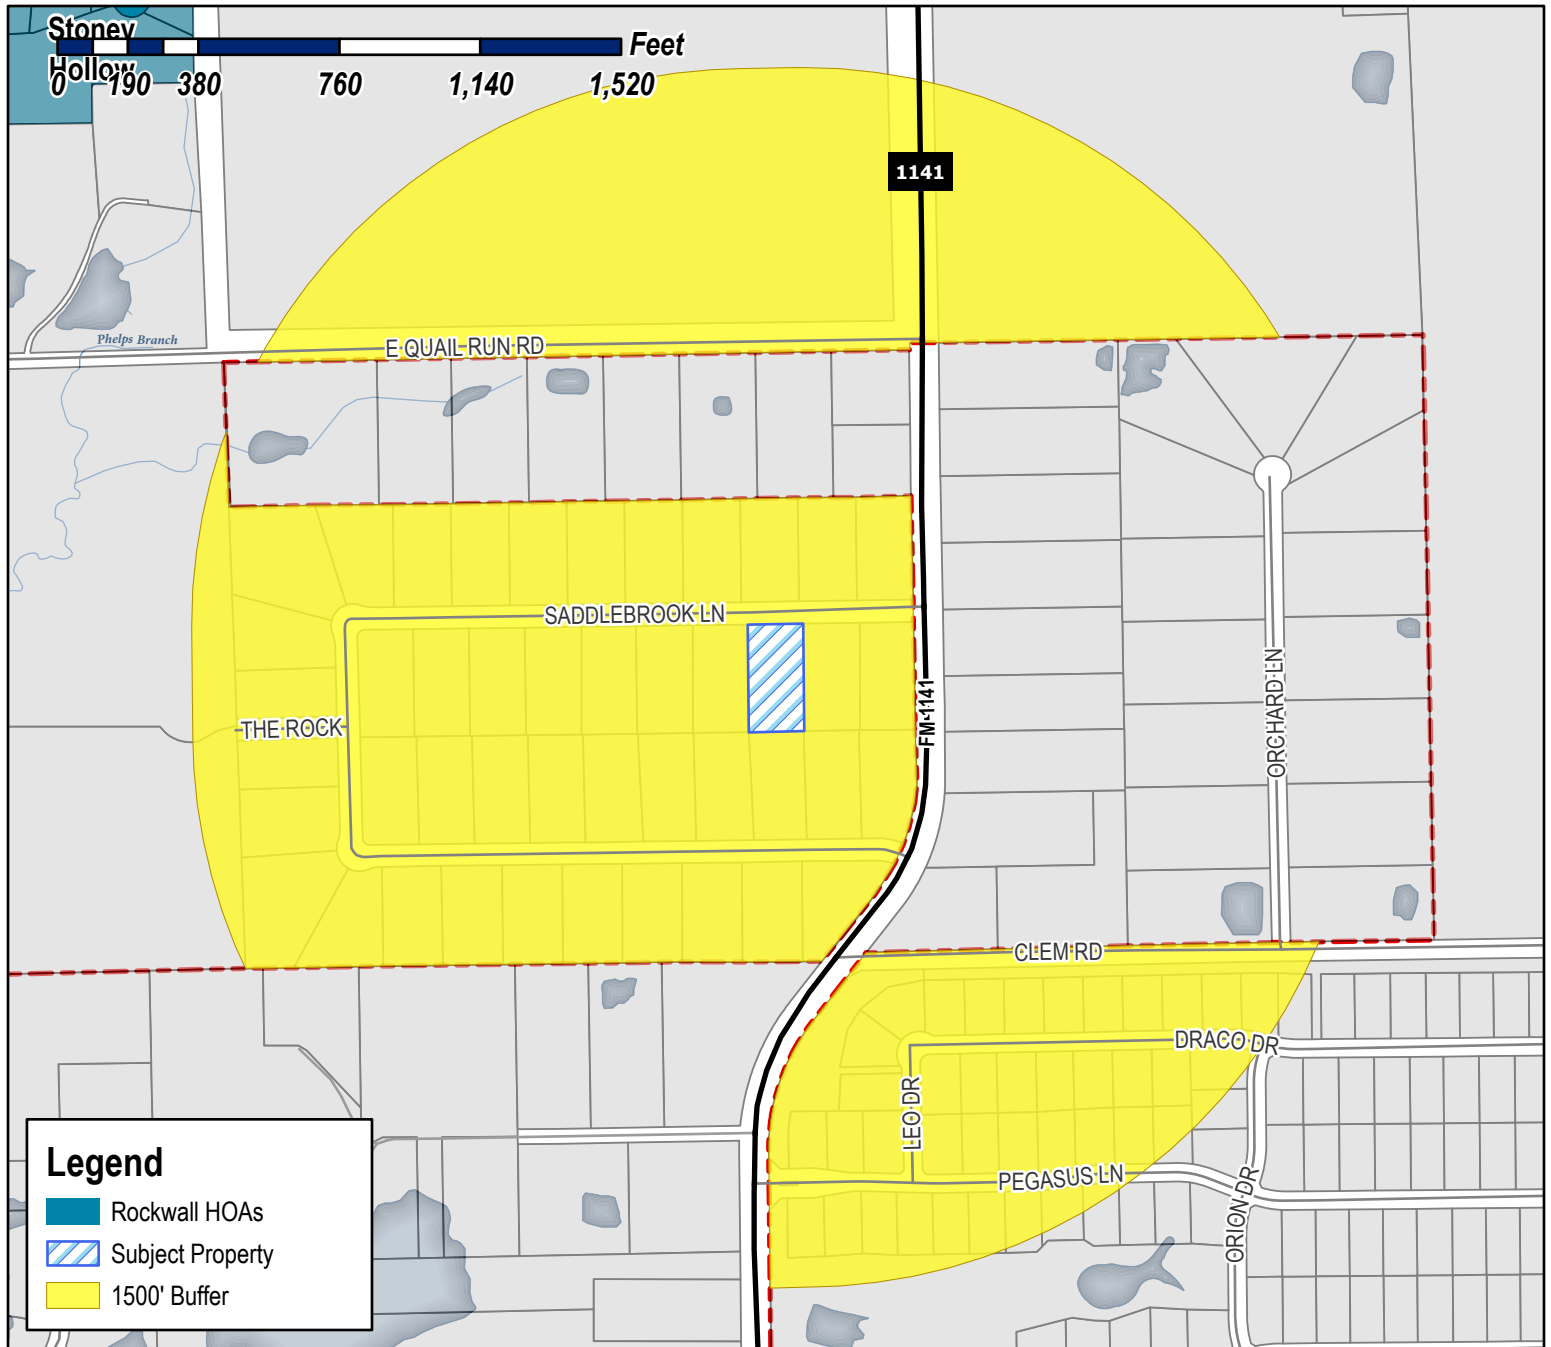 Stoney
Hollow
Feet
0 190 380 760 1,140 1,520
1141
Phelps Branch
E QUAIL RUN RD
SADDLEBROOK LN
THE ROCK
FM-1141
ORCHARD LN
CLEM RD
DRACO DR
LEO DR
PEGASUS LN
ORION DR
Legend
Rockwall HOAs
Subject Property
1500' Buffer